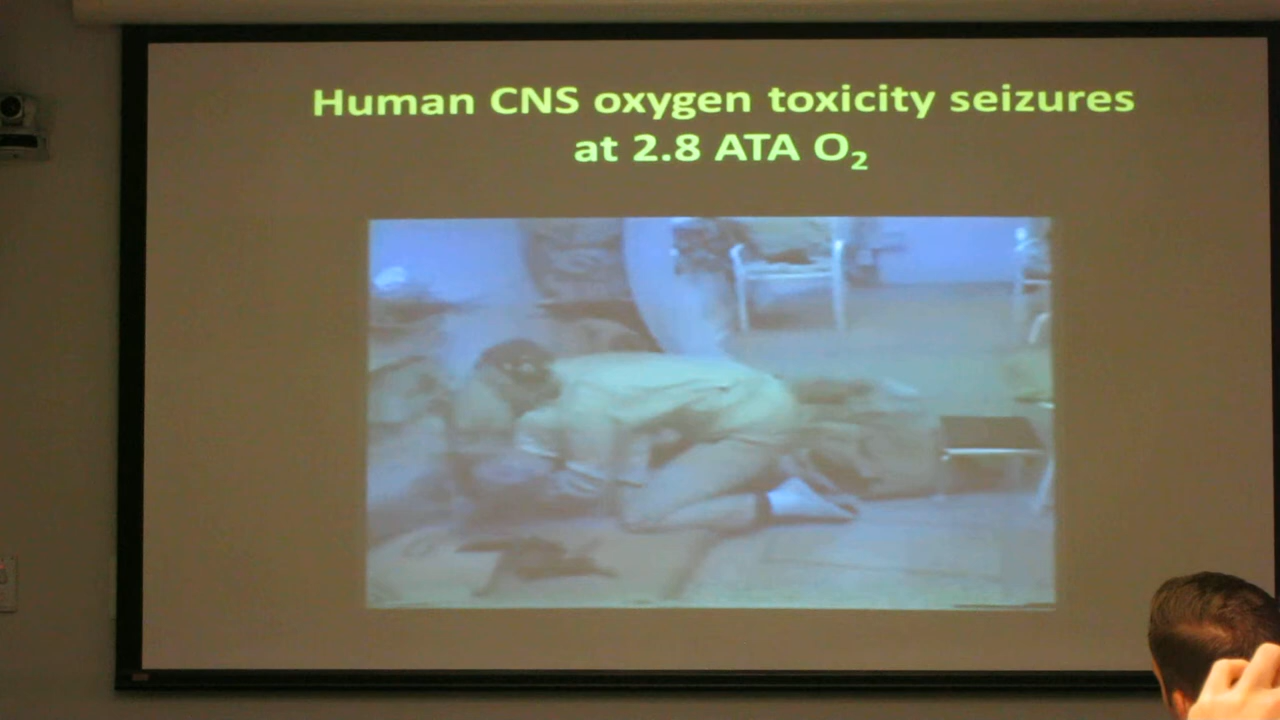 Human CNS oxygen toxicity seizures
at 2.8 ATA O₂